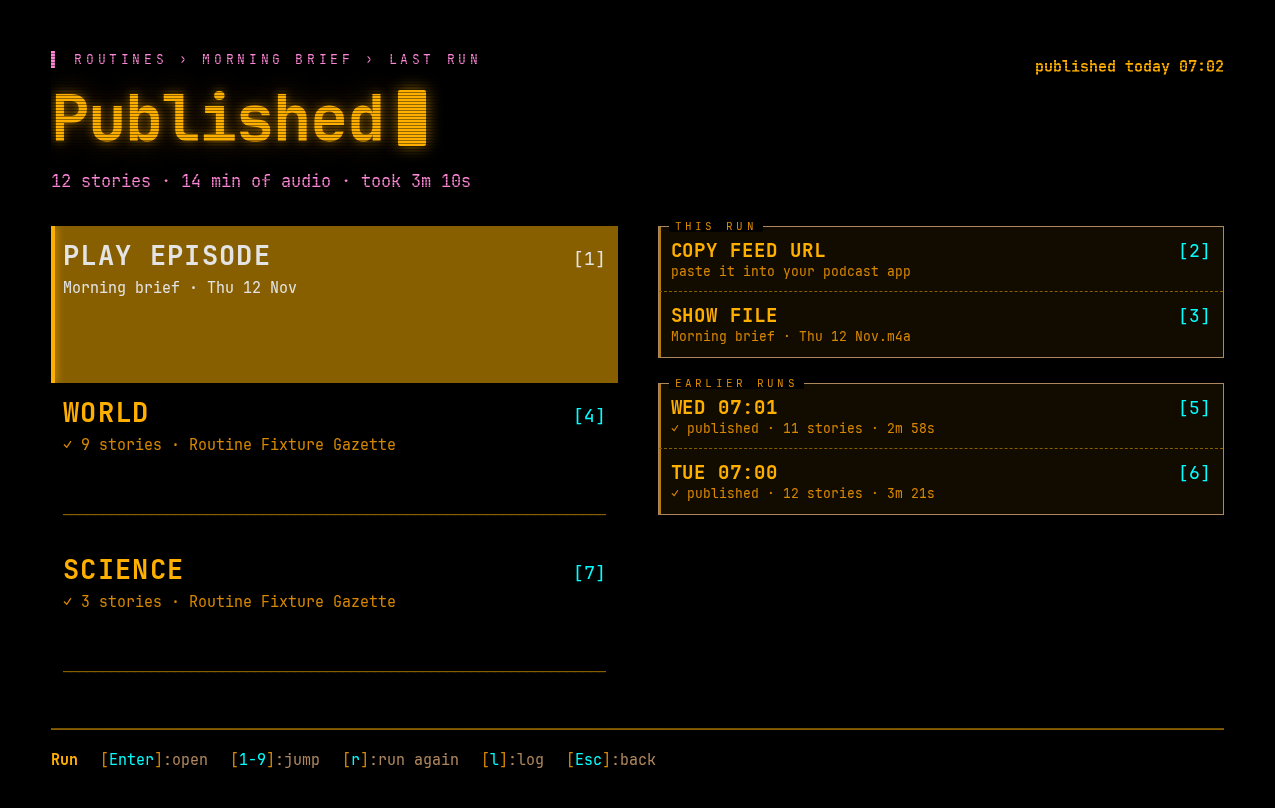 ROUTINES › MORNING BRIEF › LAST RUN
published today 07:02
Published
12 stories · 14 min of audio · took 3m 10s
PLAY EPISODE [1]
Morning brief · Thu 12 Nov
WORLD [4]
✓ 9 stories · Routine Fixture Gazette
SCIENCE [7]
✓ 3 stories · Routine Fixture Gazette
THIS RUN
COPY FEED URL [2]
paste it into your podcast app
SHOW FILE [3]
Morning brief · Thu 12 Nov.m4a
EARLIER RUNS
WED 07:01 [5]
✓ published · 11 stories · 2m 58s
TUE 07:00 [6]
✓ published · 12 stories · 3m 21s
Run [Enter]:open [1-9]:jump [r]:run again [l]:log [Esc]:back